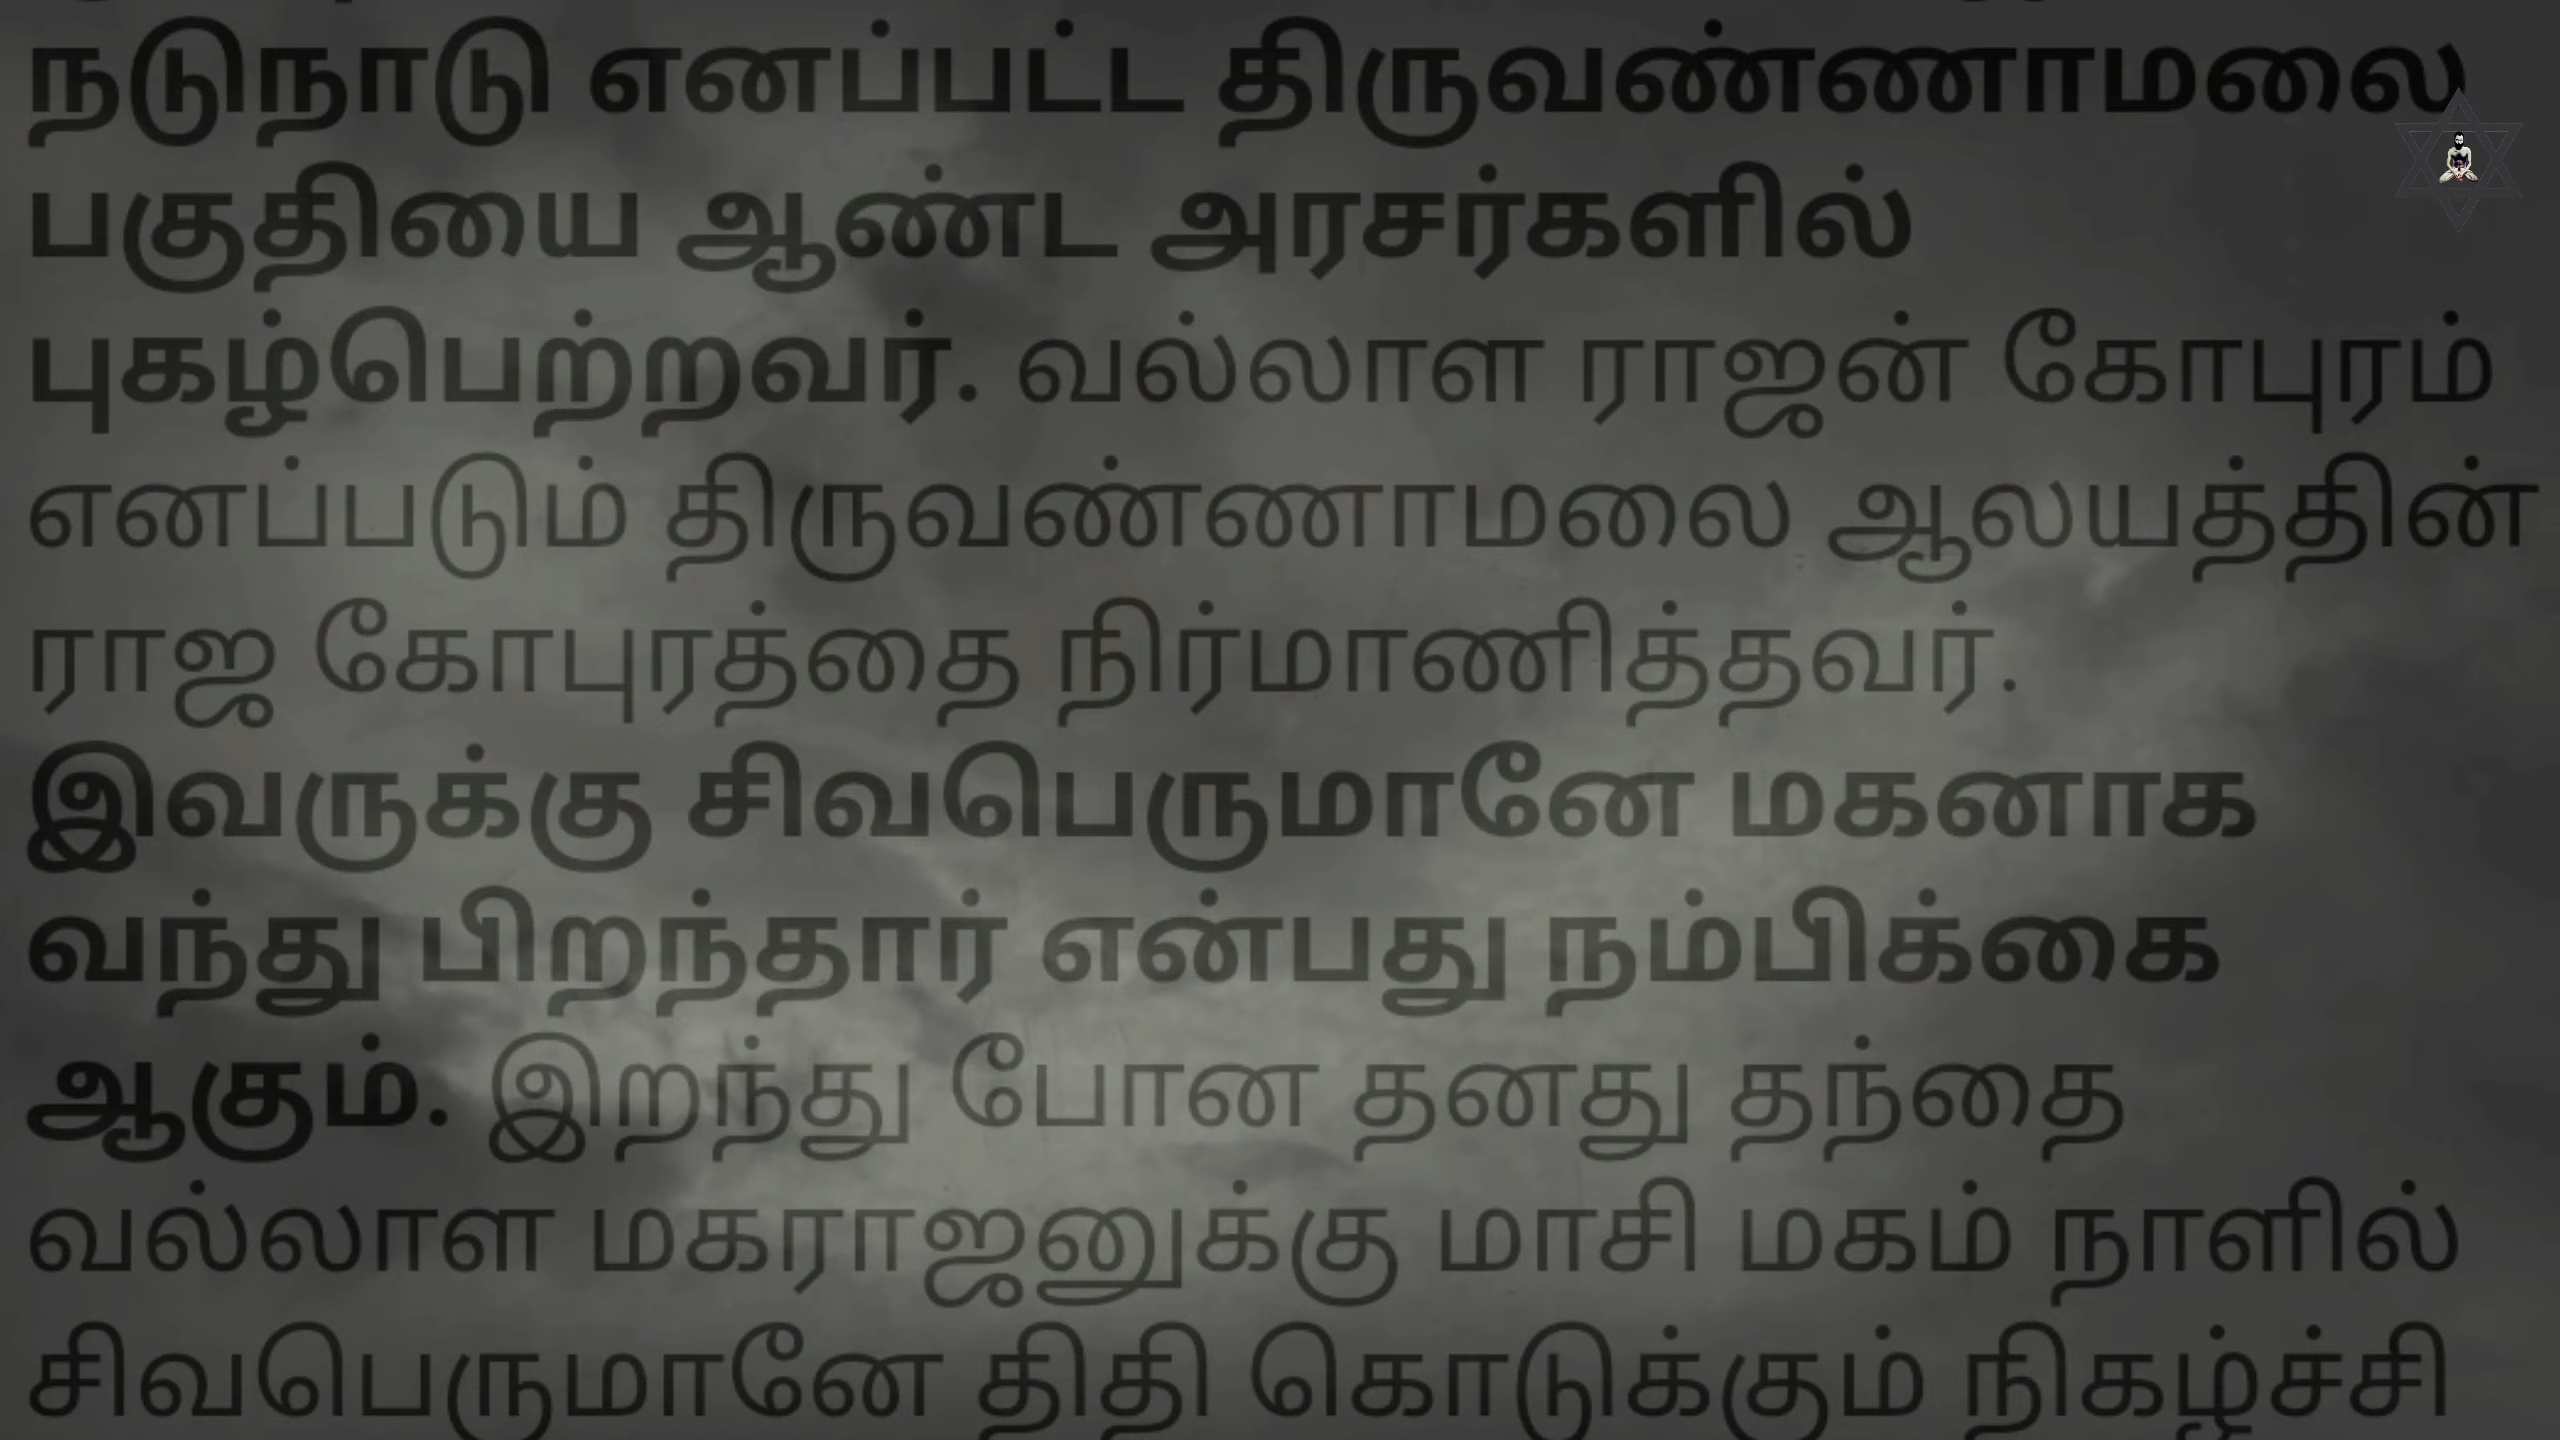 நடுநாடு எனப்பட்ட திருவண்ணாமலை
பகுதியை ஆண்ட அரசர்களில்
புகழ்பெற்றவர். வல்லாள ராஜன் கோபுரம்
எனப்படும் திருவண்ணாமலை ஆலயத்தின்
ராஜ கோபுரத்தை நிர்மாணித்தவர்.
இவருக்கு சிவபெருமானே மகனாக
வந்து பிறந்தார் என்பது நம்பிக்கை
ஆகும். இறந்து போன தனது தந்தை
வல்லாள மகராஜனுக்கு மாசி மகம் நாளில்
சிவபெருமானே திதி கொடுக்கும் நிகழ்ச்சி